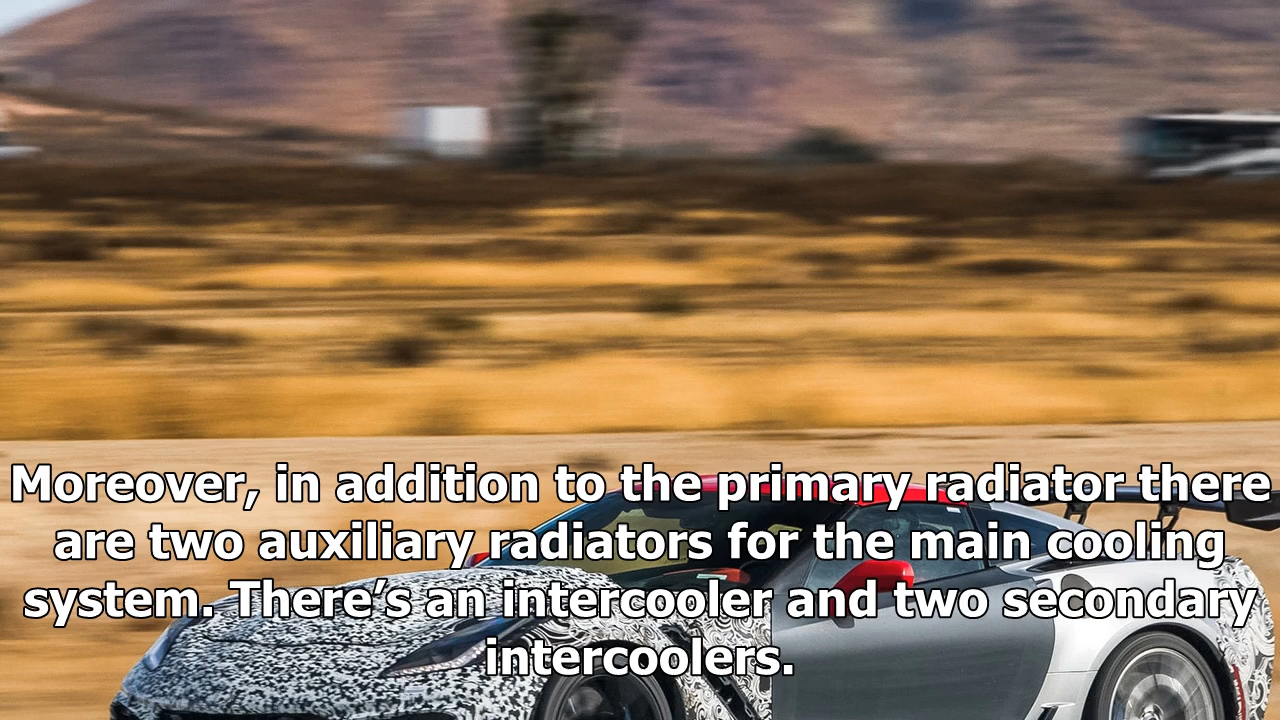 Moreover, in addition to the primary radiator there
are two auxiliary radiators for the main cooling
system. There’s an intercooler and two secondary
intercoolers.